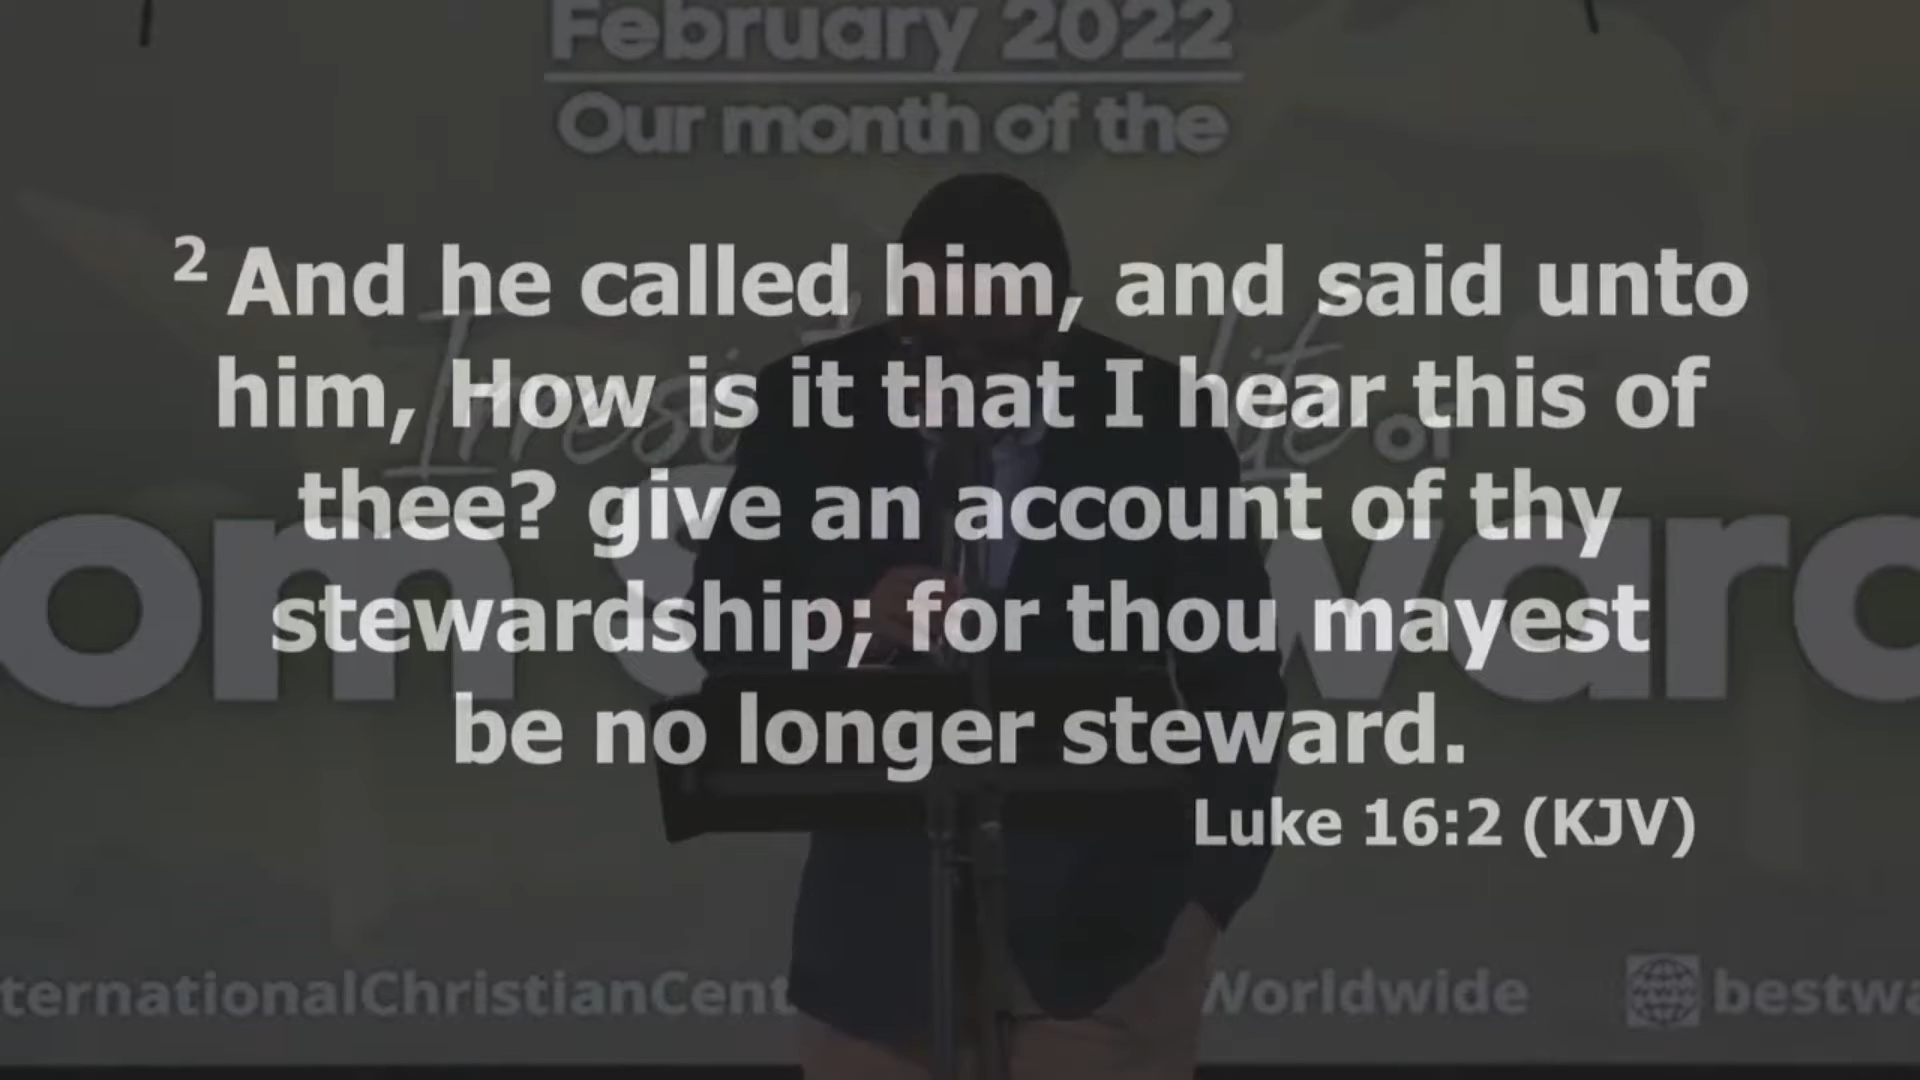 February 2022
Our month of the
2 And he called him, and said unto
him, How is it that I hear this of
thee? give an account of thy
stewardship; for thou mayest
be no longer steward.
Luke 16:2 (KJV)
life of
ternationalChristianCent
Worldwide
bestwa